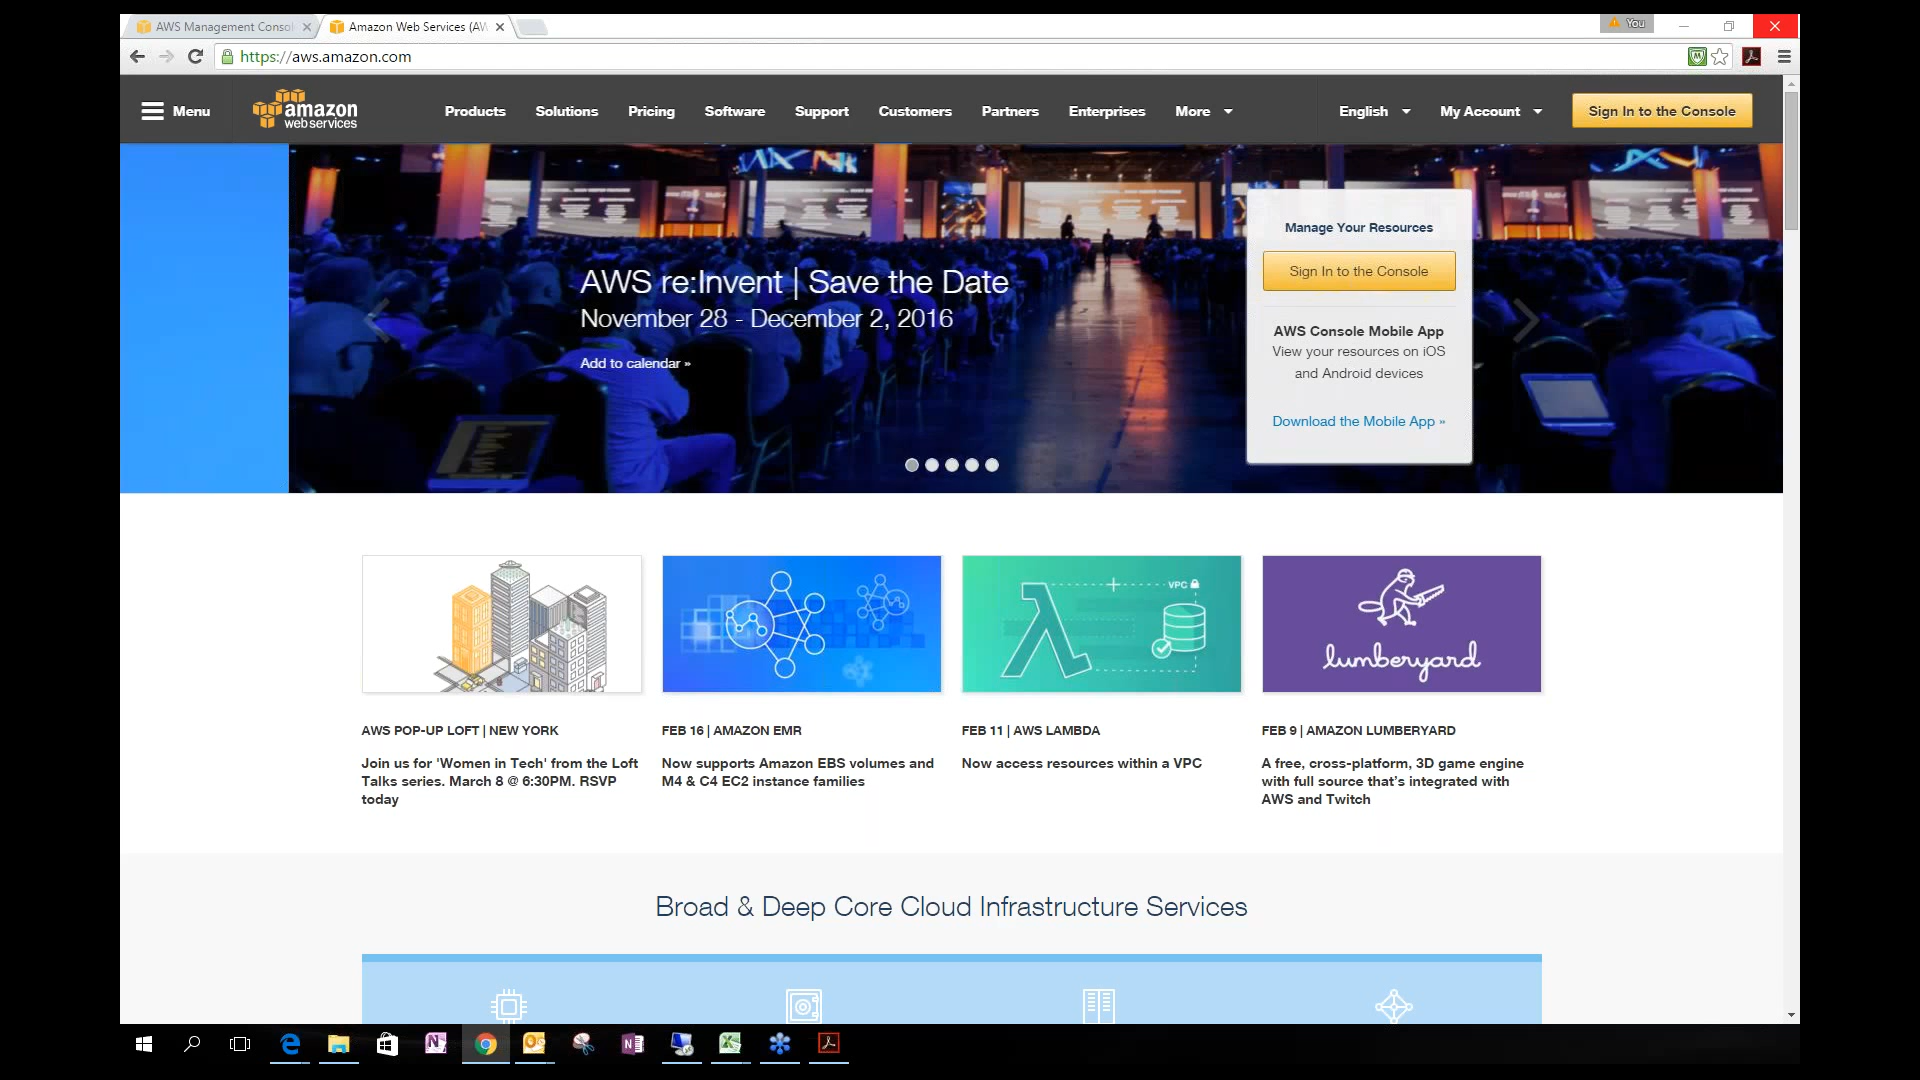 AWS Management Consol
Amazon Web Services (AW
You
https://aws.amazon.com
Menu
amazon
web services
Products
Solutions
Pricing
Software
Support
Customers
Partners
Enterprises
More
English
My Account
Sign In to the Console
AWS re:Invent | Save the Date
November 28 - December 2, 2016
Add to calendar »
Manage Your Resources
Sign In to the Console
AWS Console Mobile App
View your resources on iOS
and Android devices
Download the Mobile App »
VPC
lumberyard
AWS POP-UP LOFT | NEW YORK
Join us for 'Women in Tech' from the Loft
Talks series. March 8 @ 6:30PM. RSVP
today
FEB 16 | AMAZON EMR
Now supports Amazon EBS volumes and
M4 & C4 EC2 instance families
FEB 11 | AWS LAMBDA
Now access resources within a VPC
FEB 9 | AMAZON LUMBERYARD
A free, cross-platform, 3D game engine
with full source that's integrated with
AWS and Twitch
Broad & Deep Core Cloud Infrastructure Services